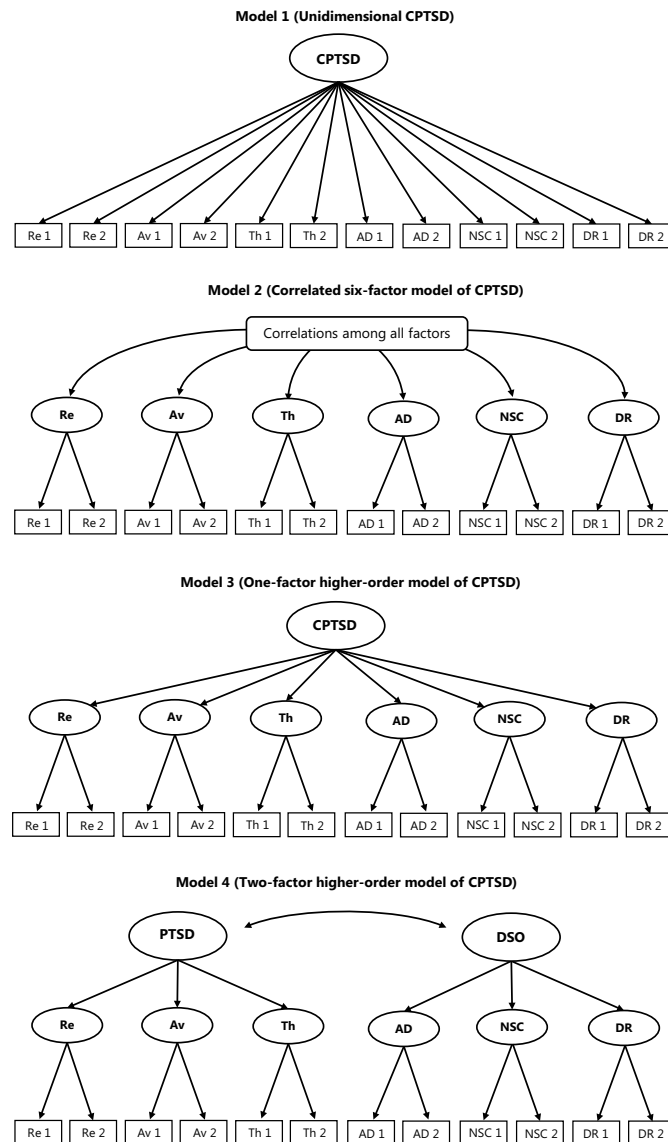 Model 1 (Unidimensional CPTSD)
CPTSD
Re 1 Re 2 Av 1 Av 2 Th 1 Th 2 AD 1 AD 2 NSC 1 NSC 2 DR 1 DR 2
Model 2 (Correlated six-factor model of CPTSD)
Correlations among all factors
Re Av Th AD NSC DR
Re 1 Re 2 Av 1 Av 2 Th 1 Th 2 AD 1 AD 2 NSC 1 NSC 2 DR 1 DR 2
Model 3 (One-factor higher-order model of CPTSD)
CPTSD
Re Av Th AD NSC DR
Re 1 Re 2 Av 1 Av 2 Th 1 Th 2 AD 1 AD 2 NSC 1 NSC 2 DR 1 DR 2
Model 4 (Two-factor higher-order model of CPTSD)
PTSD DSO
Re Av Th AD NSC DR
Re 1 Re 2 Av 1 Av 2 Th 1 Th 2 AD 1 AD 2 NSC 1 NSC 2 DR 1 DR 2